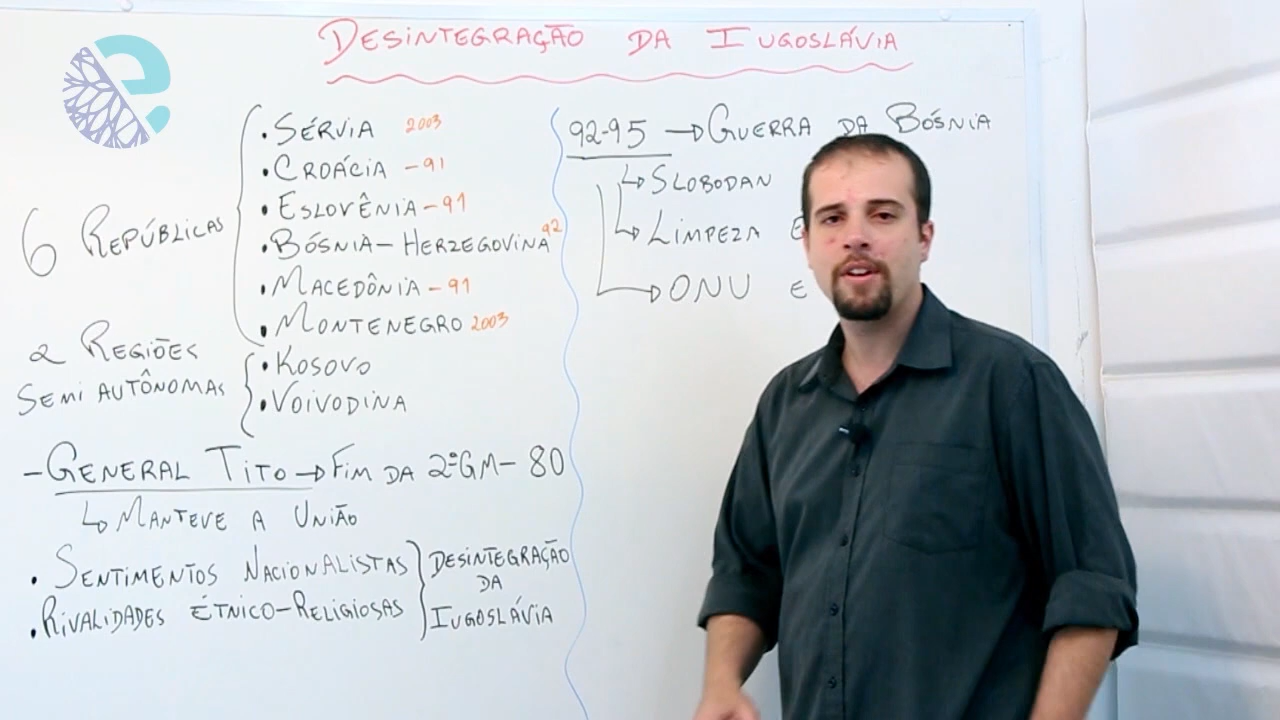 DESINTEGRAÇÃO DA IUGOSLÁVIA
6 REPÚBLICAS
• SÉRVIA 2003
• CROÁCIA - 91
• ESLOVÊNIA - 91
• BÓSNIA - HERZEGOVINA 92
• MACEDÔNIA - 91
• MONTENEGRO 2003
2 REGIÕES
SEMI AUTÔNOMAS
• KOSOVO
• VOIVODINA
- GENERAL TITO → FIM DA 2ª GM - 80
↳ MANTEVE A UNIÃO
• SENTIMENTOS NACIONALISTAS
• RIVALIDADES ÉTNICO-RELIGIOSAS
DESINTEGRAÇÃO
DA
IUGOSLÁVIA
92-95 → GUERRA DA BÓSNIA
↳ SLOBODAN
↳ LIMPEZA
→ ONU E